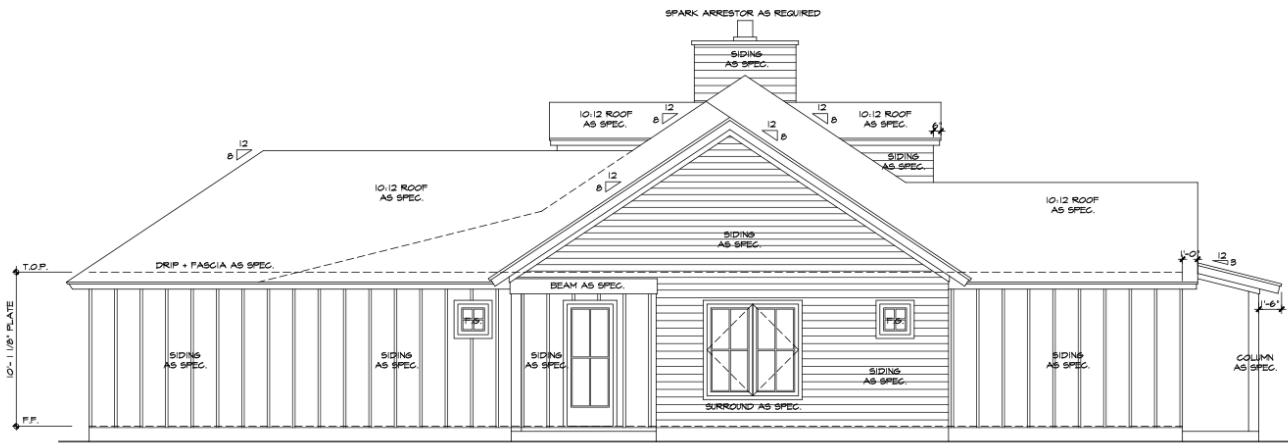 SPARK ARRESTOR AS REQUIRED
SIDING
AS SPEC.
10:12 ROOF
AS SPEC.
12
8
12
8
12
8
10:12 ROOF
AS SPEC.
6"
12
8
SIDING
AS SPEC.
12
8
10:12 ROOF
AS SPEC.
10:12 ROOF
AS SPEC.
SIDING
AS SPEC.
1'-0"
12
3
T.O.P.
DRIP + FASCIA AS SPEC.
BEAM AS SPEC.
1'-6"
10'- 1 1/8" PLATE
F.G.
F.G.
SIDING
AS SPEC.
SIDING
AS SPEC.
SIDING
AS SPEC.
SIDING
AS SPEC.
SIDING
AS SPEC.
COLUMN
AS SPEC.
SURROUND AS SPEC.
F.F.